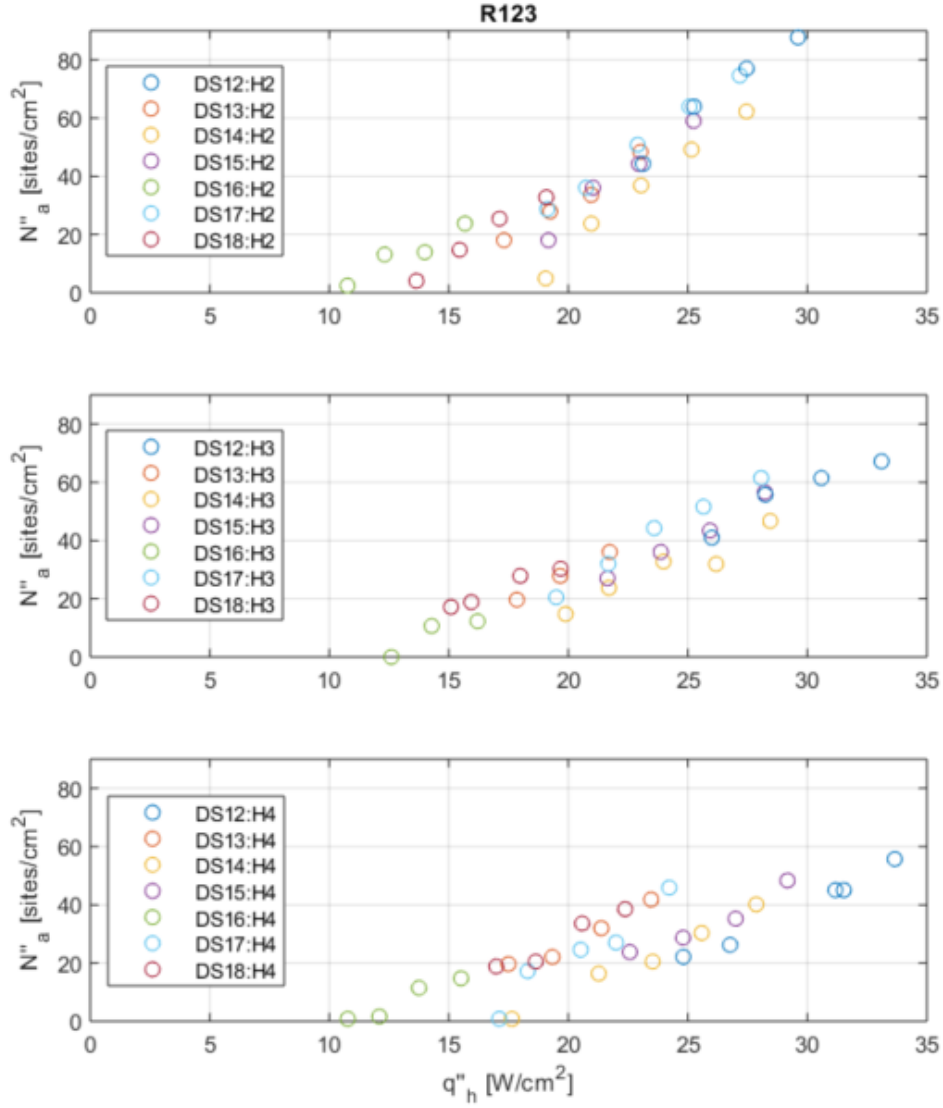 R123
N"a [sites/cm²]
80
60
40
20
0
DS12:H2
DS13:H2
DS14:H2
DS15:H2
DS16:H2
DS17:H2
DS18:H2
0 5 10 15 20 25 30 35
N"a [sites/cm²]
80
60
40
20
0
DS12:H3
DS13:H3
DS14:H3
DS15:H3
DS16:H3
DS17:H3
DS18:H3
0 5 10 15 20 25 30 35
N"a [sites/cm²]
80
60
40
20
0
DS12:H4
DS13:H4
DS14:H4
DS15:H4
DS16:H4
DS17:H4
DS18:H4
0 5 10 15 20 25 30 35
q"h [W/cm²]